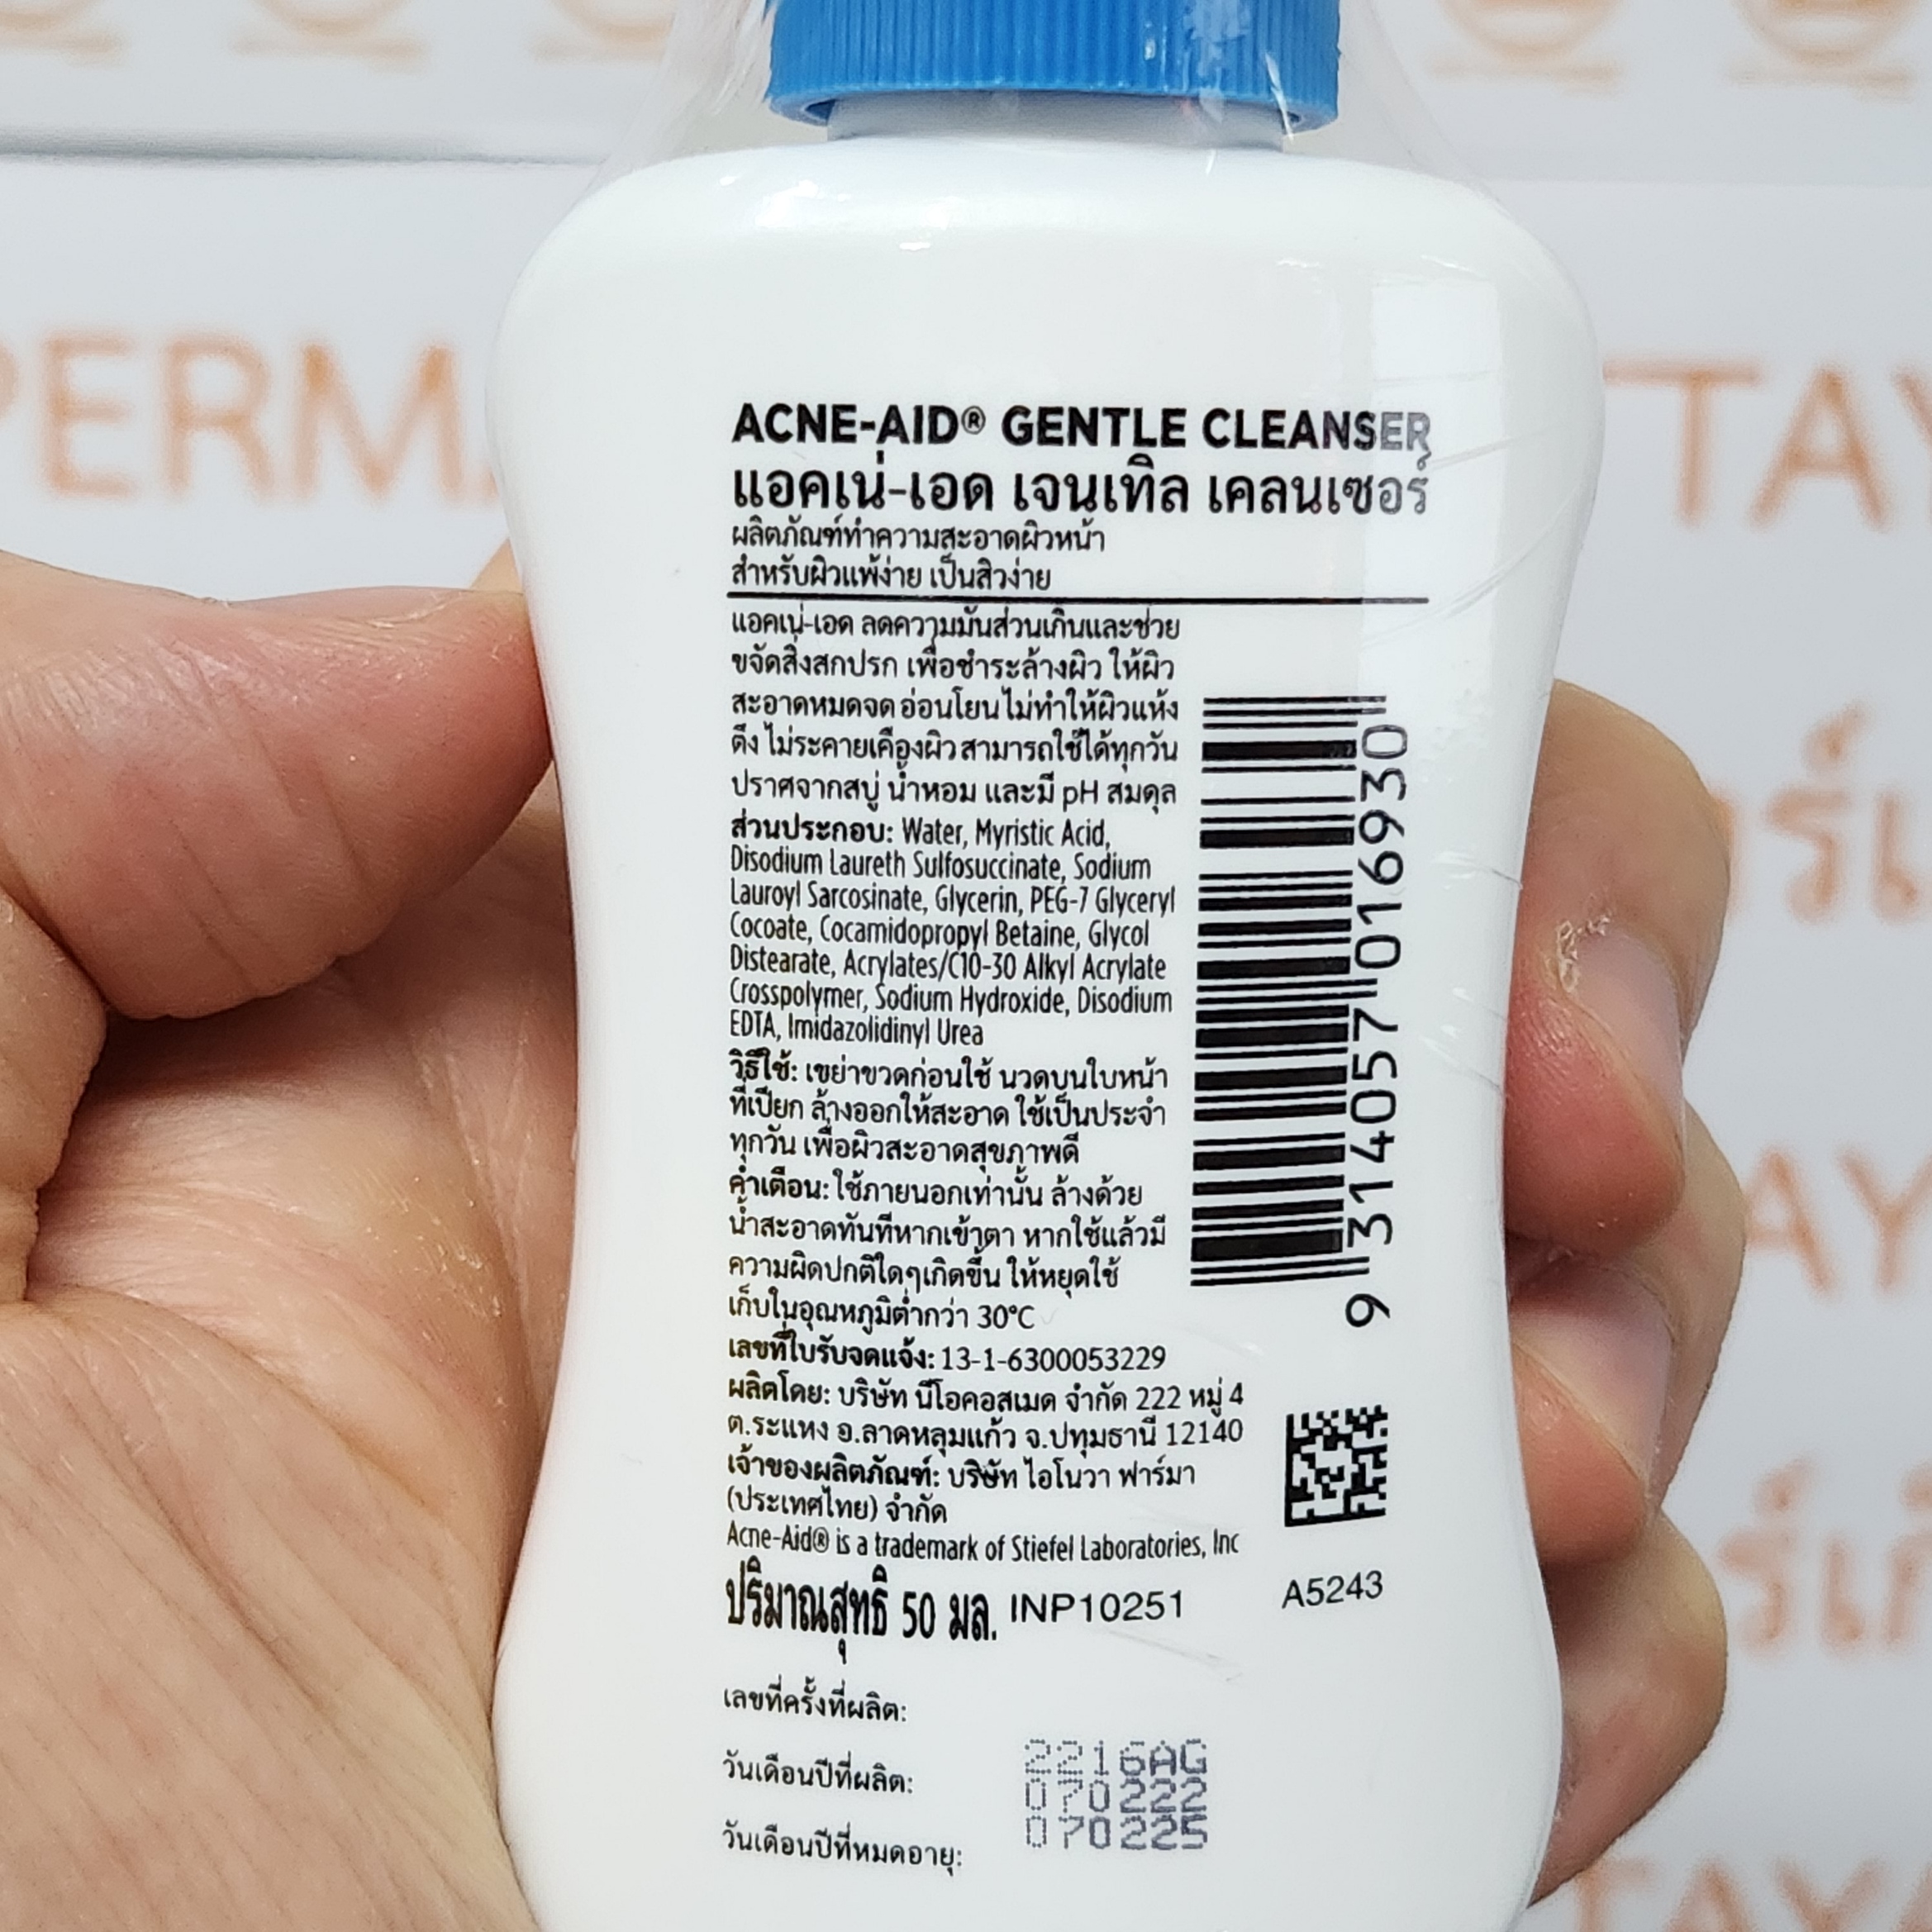 ACNE-AID® GENTLE CLEANSER
แอคเน่-เอด เจนเทิล เคลนเซอร์
ผลิตภัณฑ์ทำความสะอาดผิวหน้า
สำหรับผิวแพ้ง่าย เป็นสิวง่าย
แอคเน่-เอด ลดความมันส่วนเกินและช่วย
ขจัดสิ่งสกปรก เพื่อชำระล้างผิว ให้ผิว
สะอาดหมดจด อ่อนโยนไม่ทำให้ผิวแห้ง
ตึง ไม่ระคายเคืองผิว สามารถใช้ได้ทุกวัน
ปราศจากสบู่ น้ำหอม และมี pH สมดุล
ส่วนประกอบ: Water, Myristic Acid,
Disodium Laureth Sulfosuccinate, Sodium
Lauroyl Sarcosinate, Glycerin, PEG-7 Glyceryl
Cocoate, Cocamidopropyl Betaine, Glycol
Distearate, Acrylates/C10-30 Alkyl Acrylate
Crosspolymer, Sodium Hydroxide, Disodium
EDTA, Imidazolidinyl Urea
วิธีใช้: เขย่าขวดก่อนใช้ นวดบนใบหน้า
ที่เปียก ล้างออกให้สะอาด ใช้เป็นประจำ
ทุกวัน เพื่อผิวสะอาดสุขภาพดี
คำเตือน: ใช้ภายนอกเท่านั้น ล้างด้วย
น้ำสะอาดทันทีหากเข้าตา หากใช้แล้วมี
ความผิดปกติใดๆเกิดขึ้น ให้หยุดใช้
เก็บในอุณหภูมิต่ำกว่า 30°C
เลขที่ใบรับจดแจ้ง: 13-1-6300053229
ผลิตโดย: บริษัท นีโอคอสเมด จำกัด 222 หมู่ 4
ต.ระแหง อ.ลาดหลุมแก้ว จ.ปทุมธานี 12140
เจ้าของผลิตภัณฑ์: บริษัท ไอโนวา ฟาร์มา
(ประเทศไทย) จำกัด
Acne-Aid® is a trademark of Stiefel Laboratories, Inc
ปริมาณสุทธิ 50 มล. INP10251
A5243
9 314057 016930
เลขที่ครั้งที่ผลิต:
2216AG
วันเดือนปีที่ผลิต:
070222
วันเดือนปีที่หมดอายุ:
070225
PERMA
TTAY
AY
TAYA